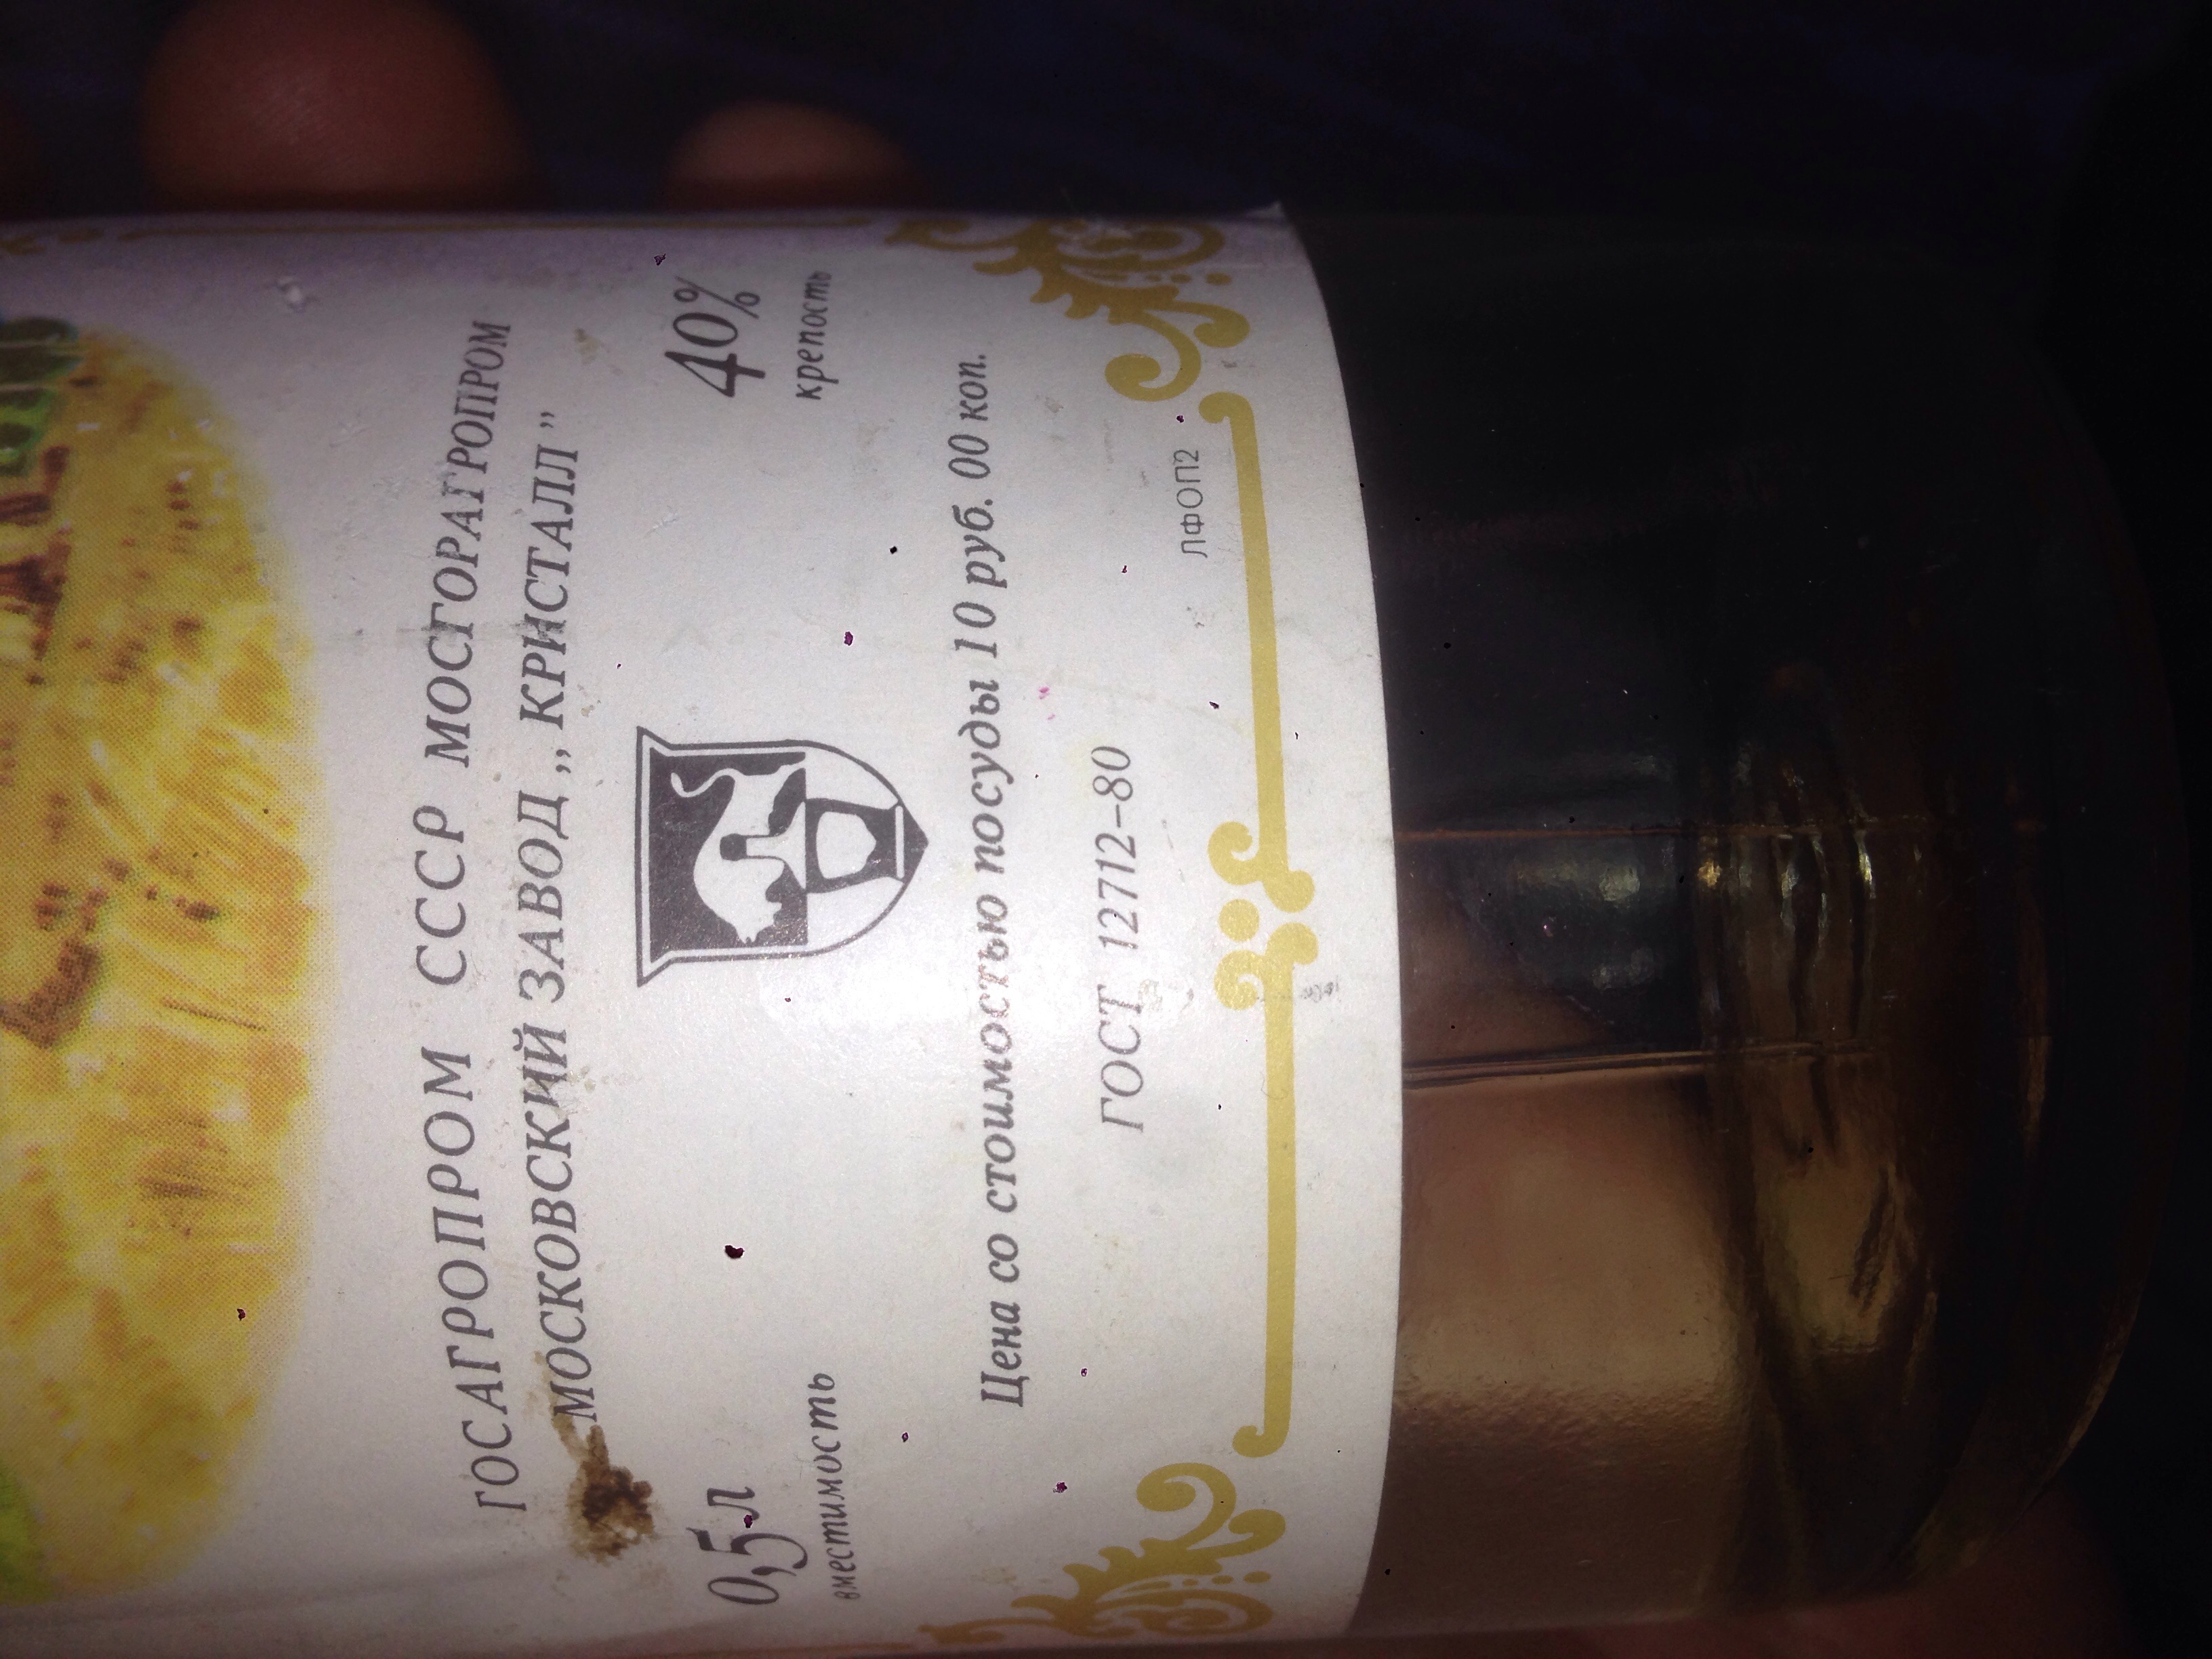 ГОСАГРОПРОМ СССР МОСГОРАГРОПРОМ
МОСКОВСКИЙ ЗАВОД „КРИСТАЛЛ”
0,5л
вместимость
40%
крепость
Цена со стоимостью посуды 10 руб. 00 коп.
ГОСТ 12712–80
ЛФОП2